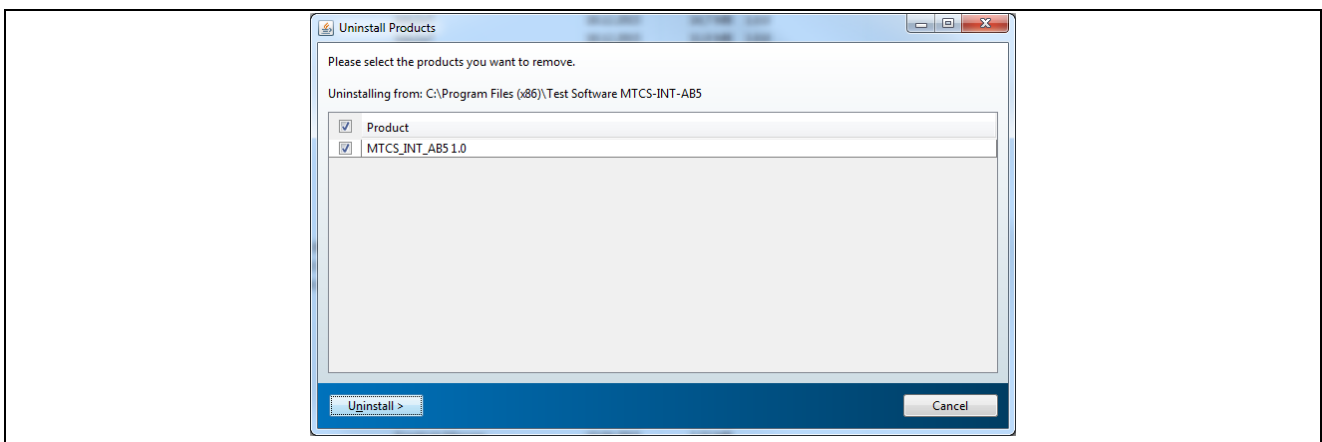 Uninstall Products
Please select the products you want to remove.
Uninstalling from: C:\Program Files (x86)\Test Software MTCS-INT-AB5
Product
MTCS_INT_AB5 1.0
Uninstall >
Cancel